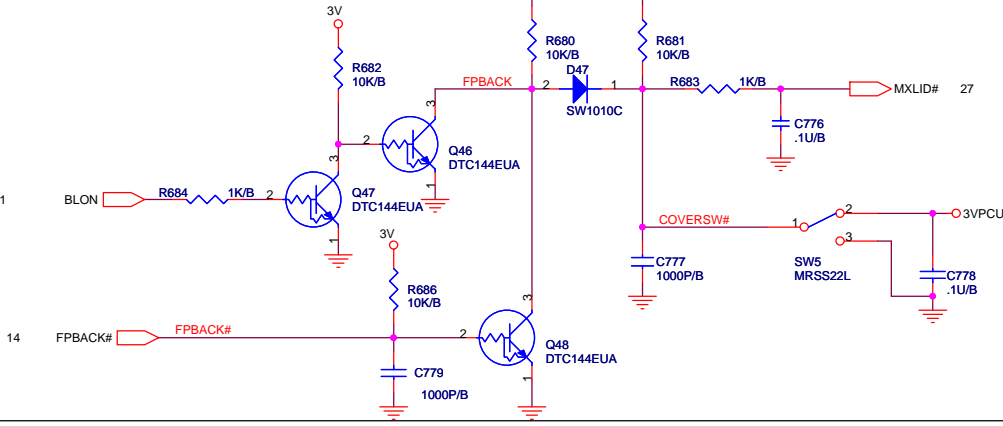 3V
R682
10K/B
R680
10K/B
R681
10K/B
D47
FPBACK
2
1
SW1010C
R683
1K/B
MXLID#
27
C776
.1U/B
3
2
1
Q46
DTC144EUA
1
BLON
R684
1K/B
2
3
1
Q47
DTC144EUA
COVERSW#
1
2
3
3VPCU
SW5
MRSS22L
C777
1000P/B
C778
.1U/B
3V
R686
10K/B
14
FPBACK#
FPBACK#
2
3
1
Q48
DTC144EUA
C779
1000P/B